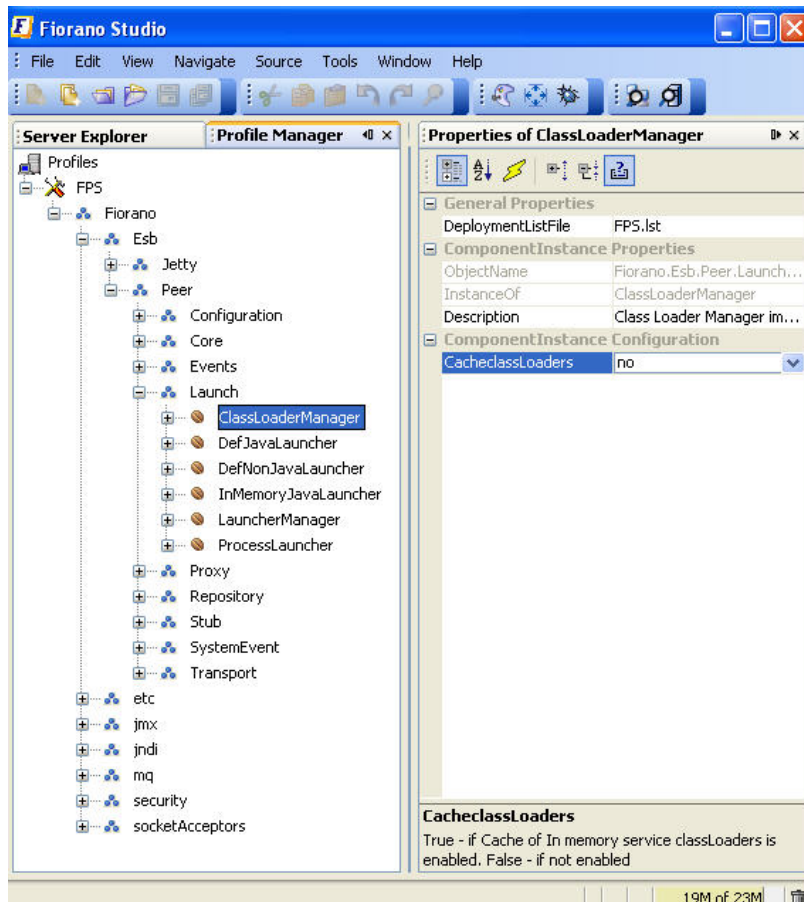 Fiorano Studio
File Edit View Navigate Source Tools Window Help
Server Explorer
Profile Manager
Profiles
FPS
Fiorano
Esb
Jetty
Peer
Configuration
Core
Events
Launch
ClassLoaderManager
DefJavaLauncher
DefNonJavaLauncher
InMemoryJavaLauncher
LauncherManager
ProcessLauncher
Proxy
Repository
Stub
SystemEvent
Transport
etc
jmx
jndi
mq
security
socketAcceptors
Properties of ClassLoaderManager
General Properties
DeploymentListFile FPS.lst
ComponentInstance Properties
ObjectName Fiorano.Esb.Peer.Launch...
InstanceOf ClassLoaderManager
Description Class Loader Manager im...
ComponentInstance Configuration
CacheclassLoaders no
CacheclassLoaders
True - if Cache of In memory service classLoaders is
enabled. False - if not enabled
19M of 23M